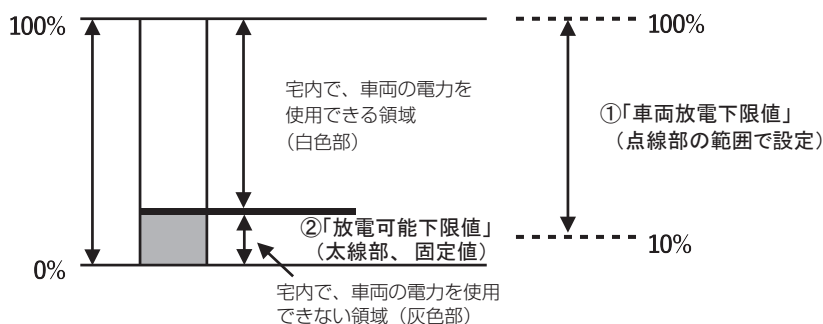 100%
宅内で、車両の電力を
使用できる領域
（白色部）
②「放電可能下限値」
（太線部、固定値）
0%
宅内で、車両の電力を使用
できない領域（灰色部）
100%
①「車両放電下限値」
（点線部の範囲で設定）
10%